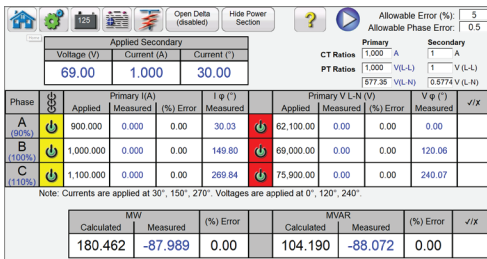 125
Open Delta (disabled)
Hide Power Section
?
Allowable Error (%): 5
Allowable Phase Error: 0.5
Home
Applied Secondary
Voltage (V) Current (A) Current (°)
69.00 1.000 30.00
Primary Secondary
CT Ratios 1,000 A 1 A
PT Ratios 1,000 V(L-L) 1 V (L-L)
577.35 V(L-N) 0.5774 V (L-N)
Phase Primary I(A) I φ (°) Primary V L-N (V) V φ (°) ✓/X
Applied Measured (%) Error Measured Applied Measured (%) Error Measured
A (90%) 900.000 0.000 0.00 30.03 62,100.00 0.00 0.00 0.00
B (100%) 1,000.000 0.000 0.00 149.80 69,000.00 0.00 0.00 120.06
C (110%) 1,100.000 0.000 0.00 269.84 75,900.00 0.00 0.00 240.07
Note: Currents are applied at 30°, 150°, 270°. Voltages are applied at 0°, 120°, 240°.
MW (%) Error MVAR (%) Error ✓/X
Calculated Measured Calculated Measured
180.462 -87.989 0.00 104.190 -88.072 0.00